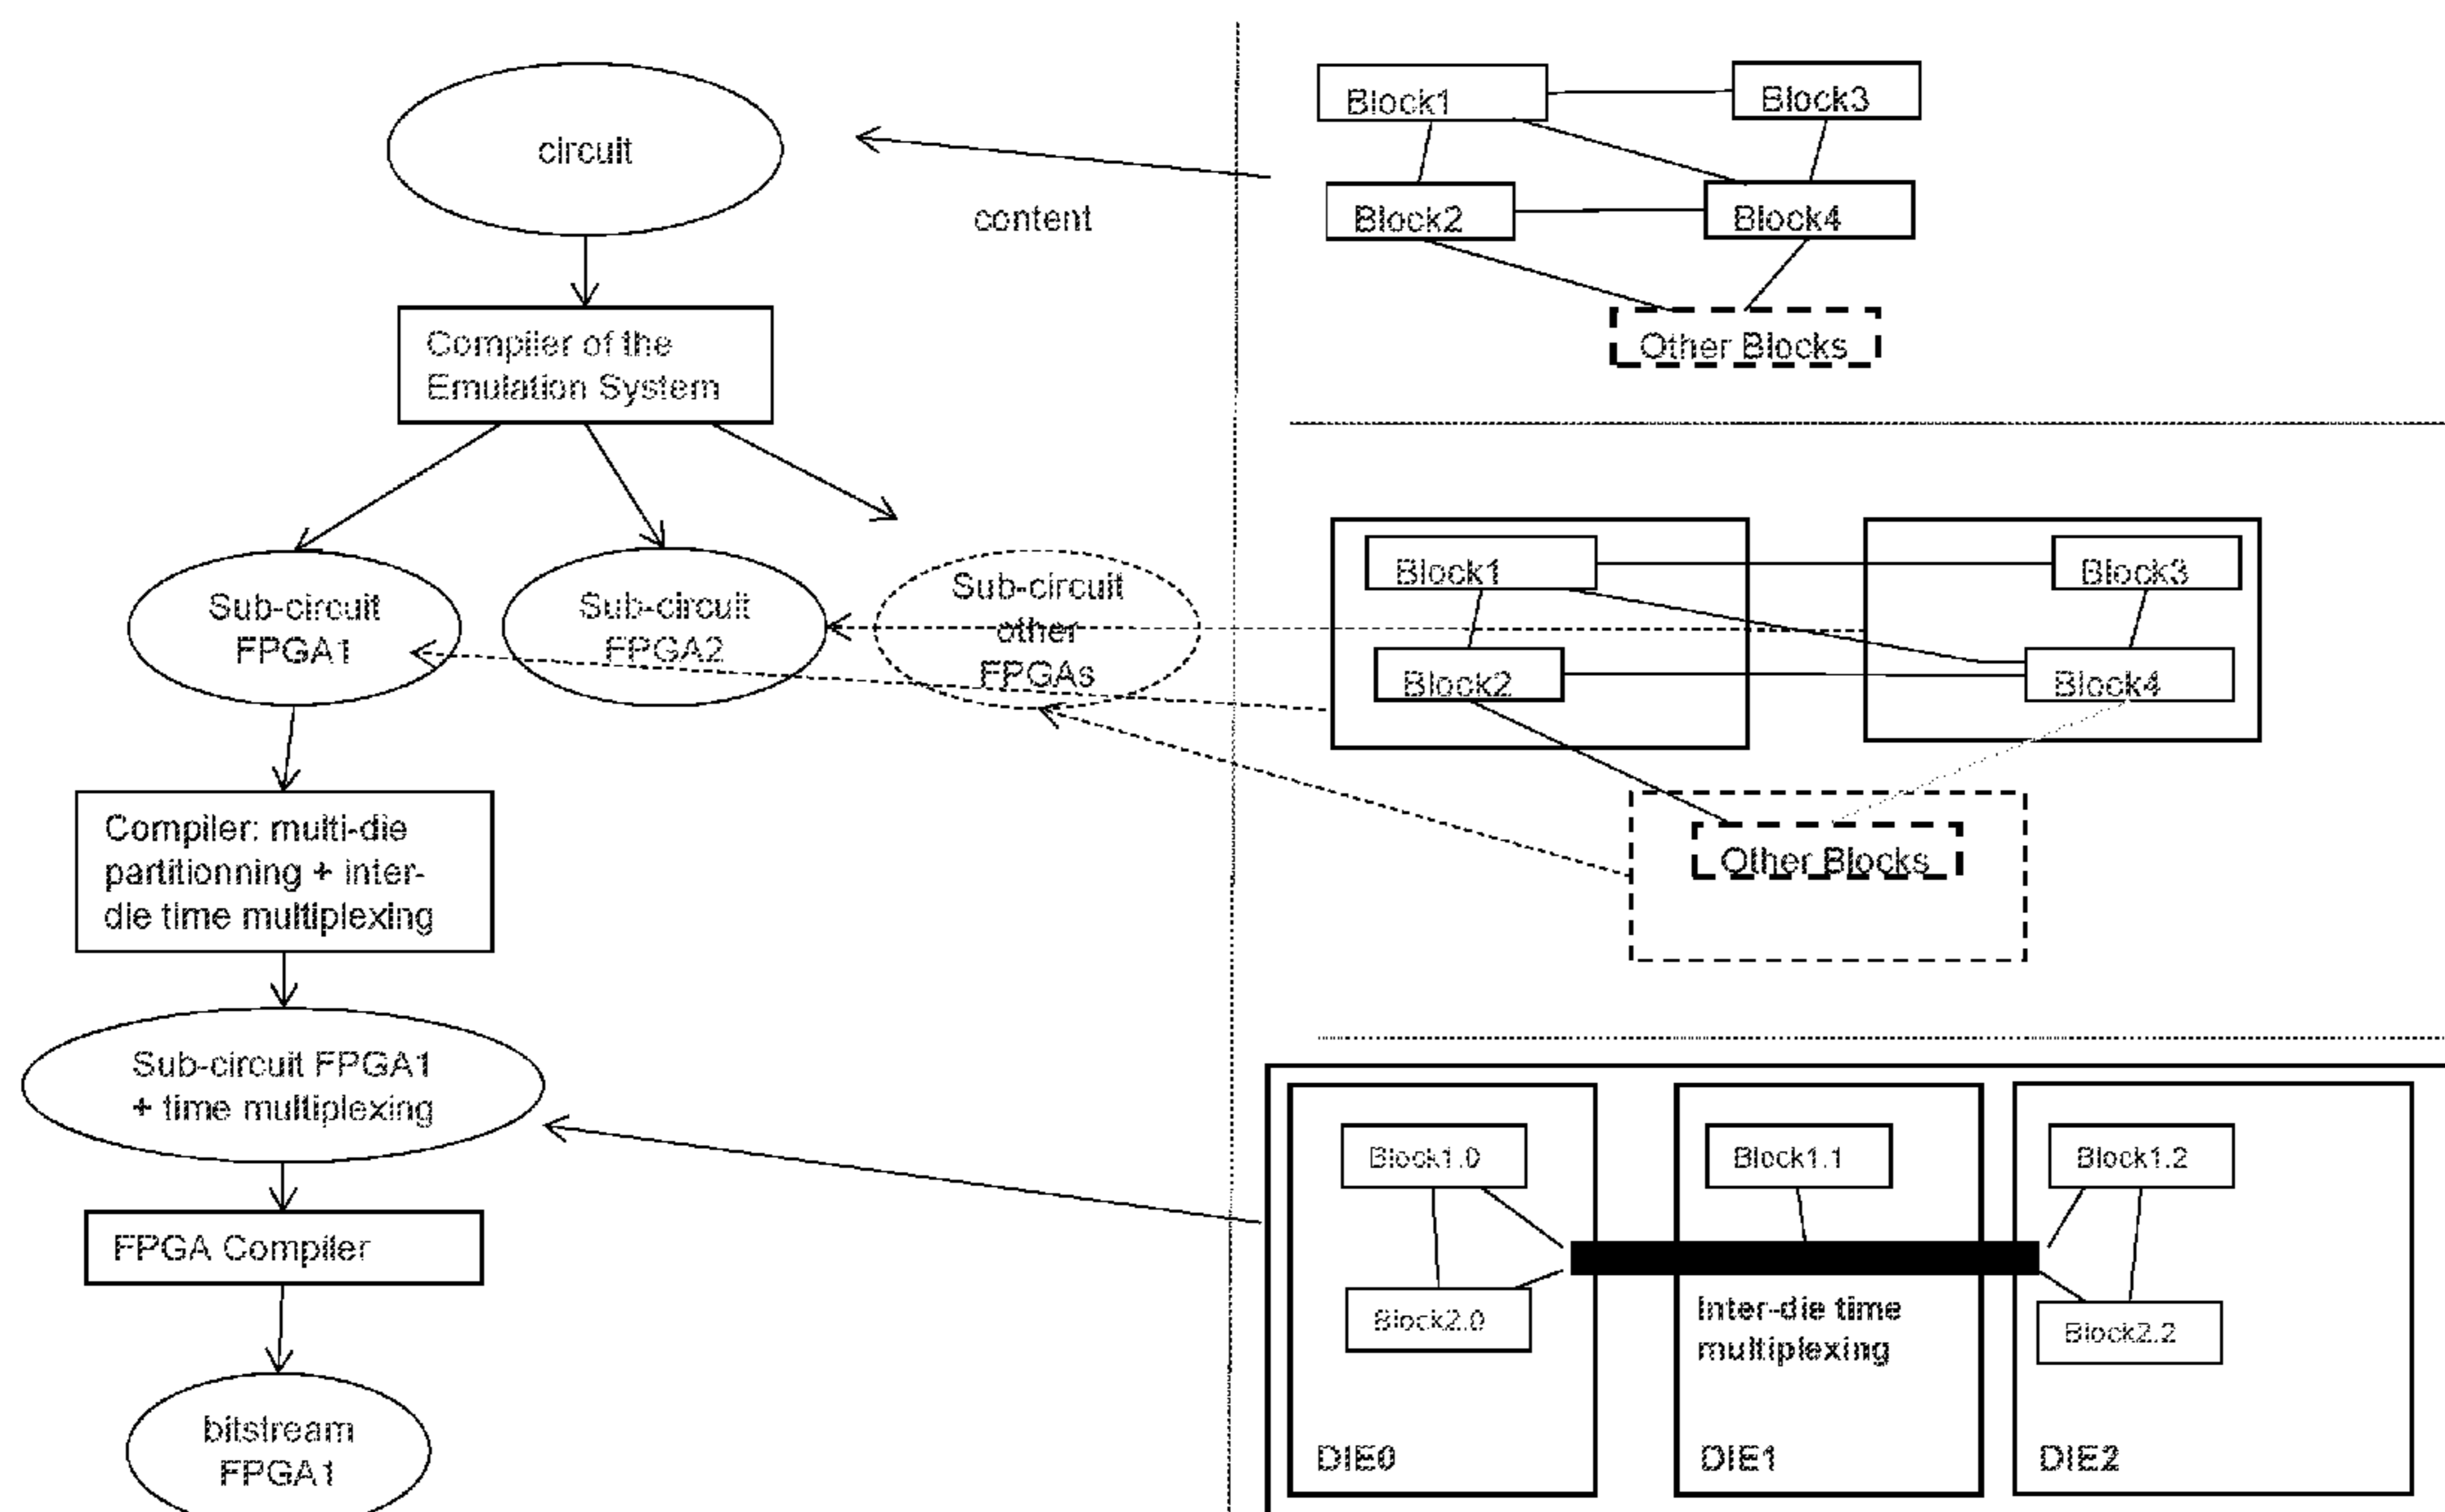 circuit
content
Compiler of the
Emulation System
Sub-circuit
FPGA1
Sub-circuit
FPGA2
Sub-circuit
other
FPGAs
Compiler: multi-die
partitionning + inter-
die time multiplexing
Sub-circuit FPGA1
+ time multiplexing
FPGA Compiler
bitstream
FPGA1
Block1
Block3
Block2
Block4
Other Blocks
Block1
Block3
Block2
Block4
Other Blocks
Block1.0
Block1.1
Block1.2
Block2.0
Inter-die time
multiplexing
Block2.2
DIE0
DIE1
DIE2